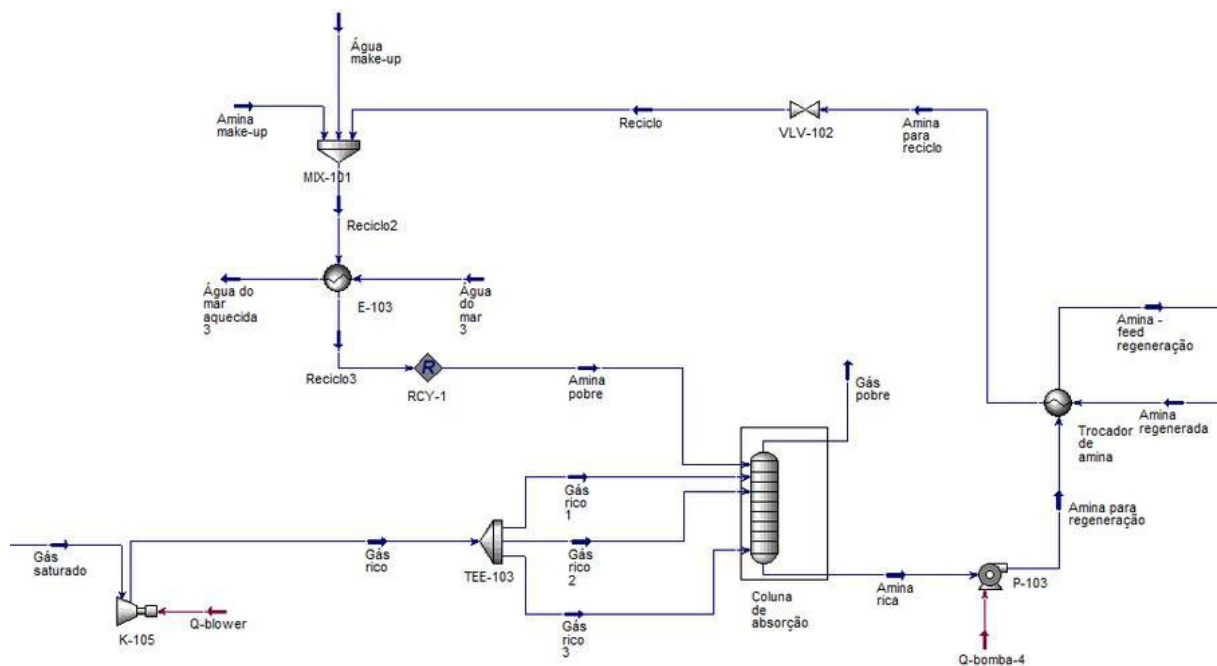 Água
make-up
Amina
make-up
MIX-101
Reciclo
VLV-102
Amina
para
reciclo
Reciclo2
Água do
mar
aquecida
3
E-103
Água
do
mar
3
Reciclo3
R
RCY-1
Amina
pobre
Gás
pobre
Amina -
feed
regeneração
Amina
regenerada
Trocador
de
amina
Amina para
regeneração
Gás
rico
1
Gás
saturado
Gás
rico
TEE-103
Gás
rico
2
Gás
rico
3
K-105
Q-blower
Coluna
de
absorção
Amina
rica
P-103
Q-bomba-4